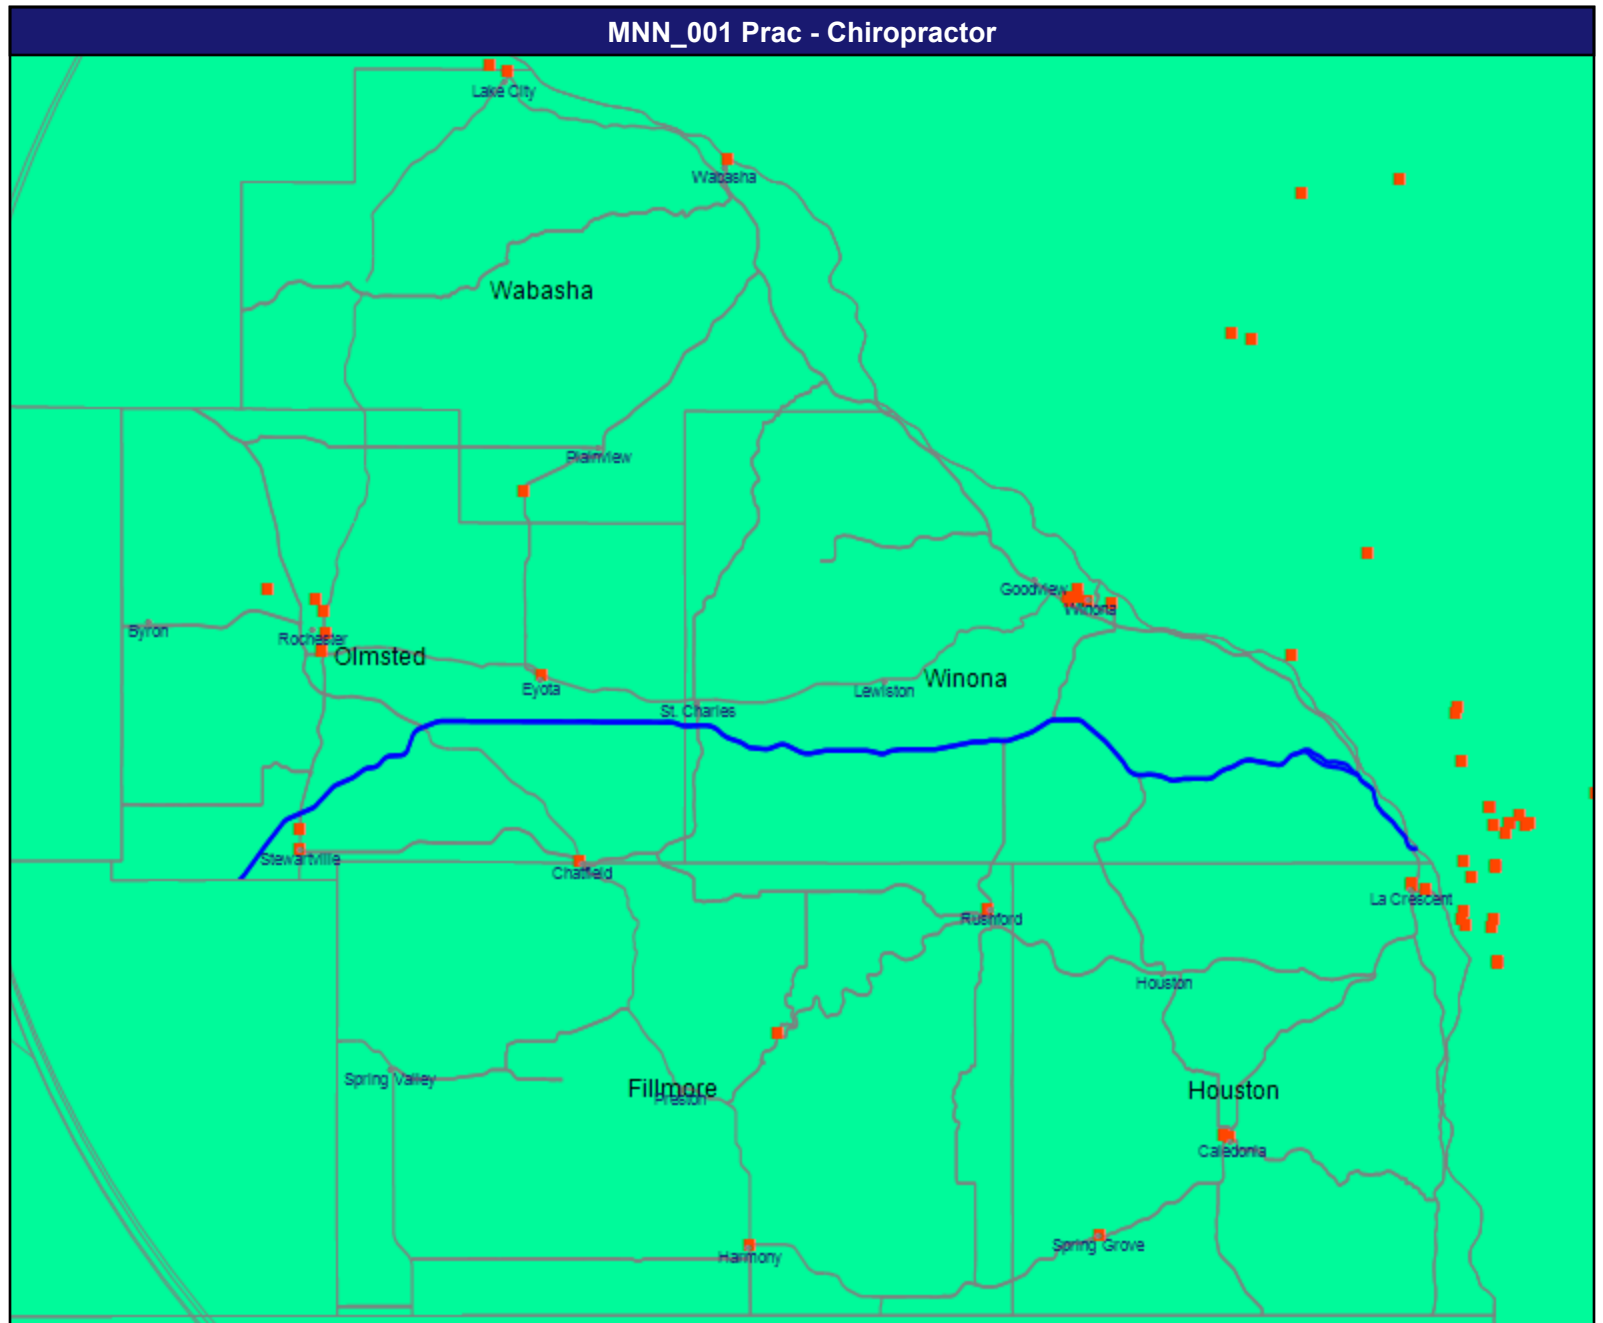 MNN_001 Prac - Chiropractor
Lake City
Wabasha
Wabasha
Plainview
Goodview
Winona
Byron
Rochester
Olmsted
Eyota
Lewiston
Winona
St. Charles
Stewartville
Chatfield
La Crescent
Rushford
Houston
Spring Valley
Fillmore
Preston
Houston
Caledonia
Harmony
Spring Grove